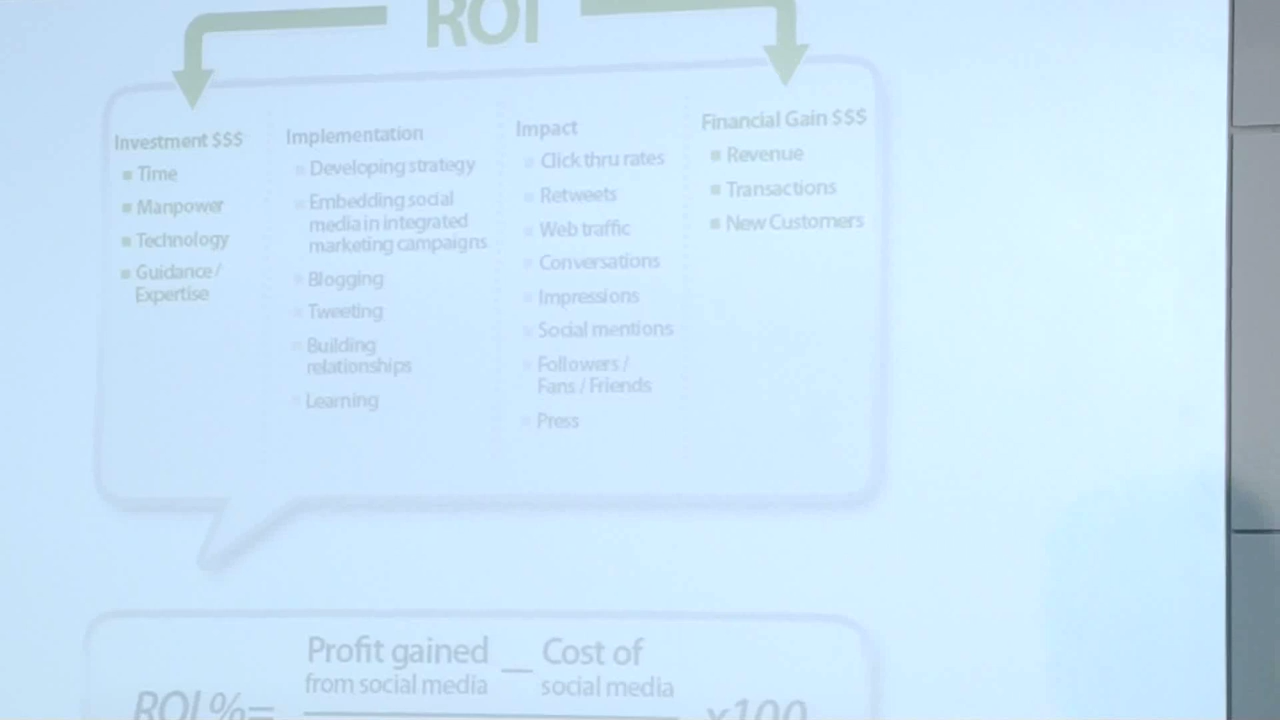 ROI
Investment $$$
Time
Manpower
Technology
Guidance /
Expertise
Implementation
Developing strategy
Embedding social
media in integrated
marketing campaigns
Blogging
Tweeting
Building
relationships
Learning
Impact
Click thru rates
Retweets
Web traffic
Conversations
Impressions
Social mentions
Followers /
Fans / Friends
Press
Financial Gain $$$
Revenue
Transactions
New Customers
Profit gained — Cost of
from social media social media
ROI %= x100